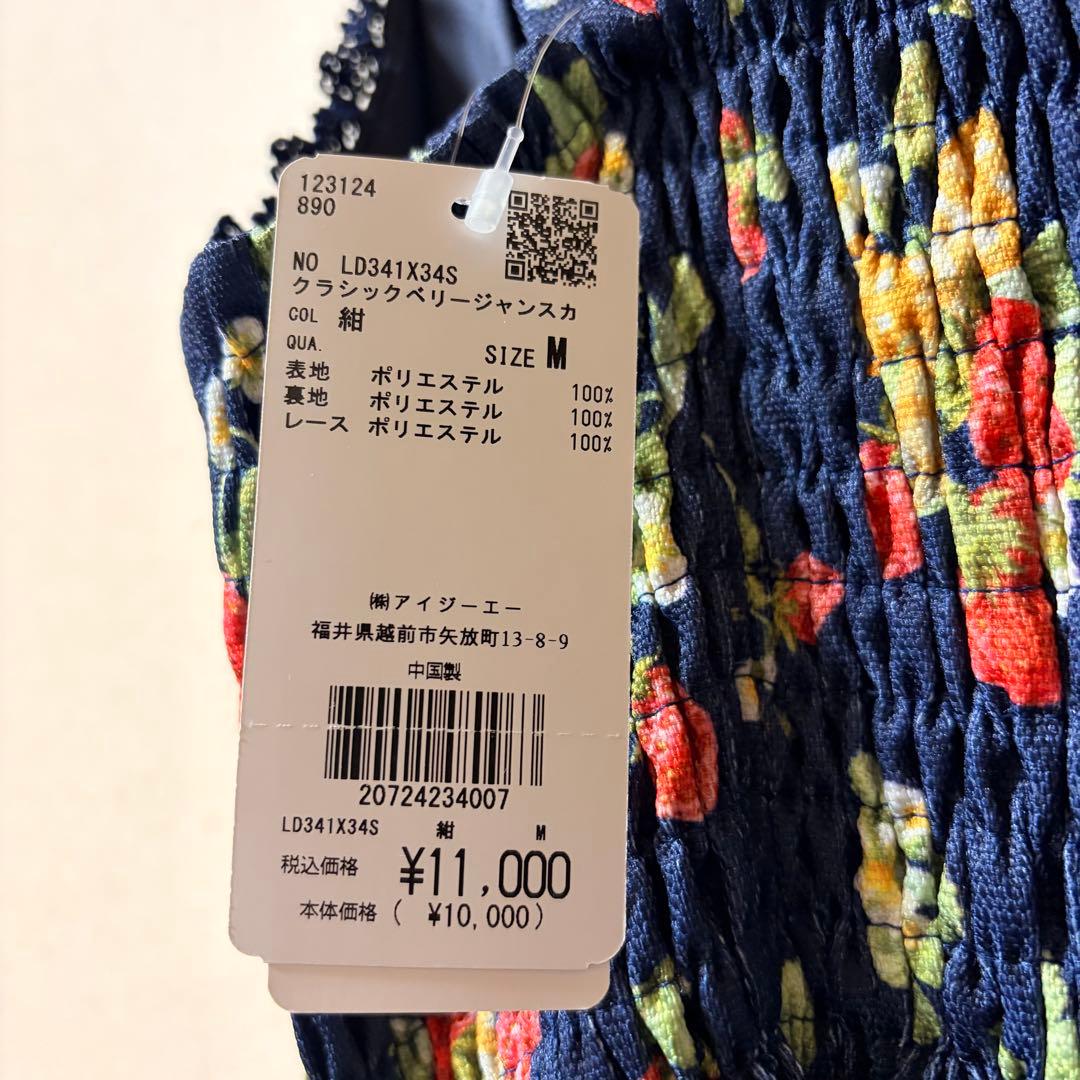 123124
890
NO LD341X34S
クラシックベリージャンスカ
COL 紺
QUA.
SIZE M
表地 ポリエステル 100%
裏地 ポリエステル 100%
レース ポリエステル 100%
㈱アイジーエー
福井県越前市矢放町13-8-9
中国製
20724234007
LD341X34S 紺 M
税込価格 ¥11,000
本体価格( ¥10,000)